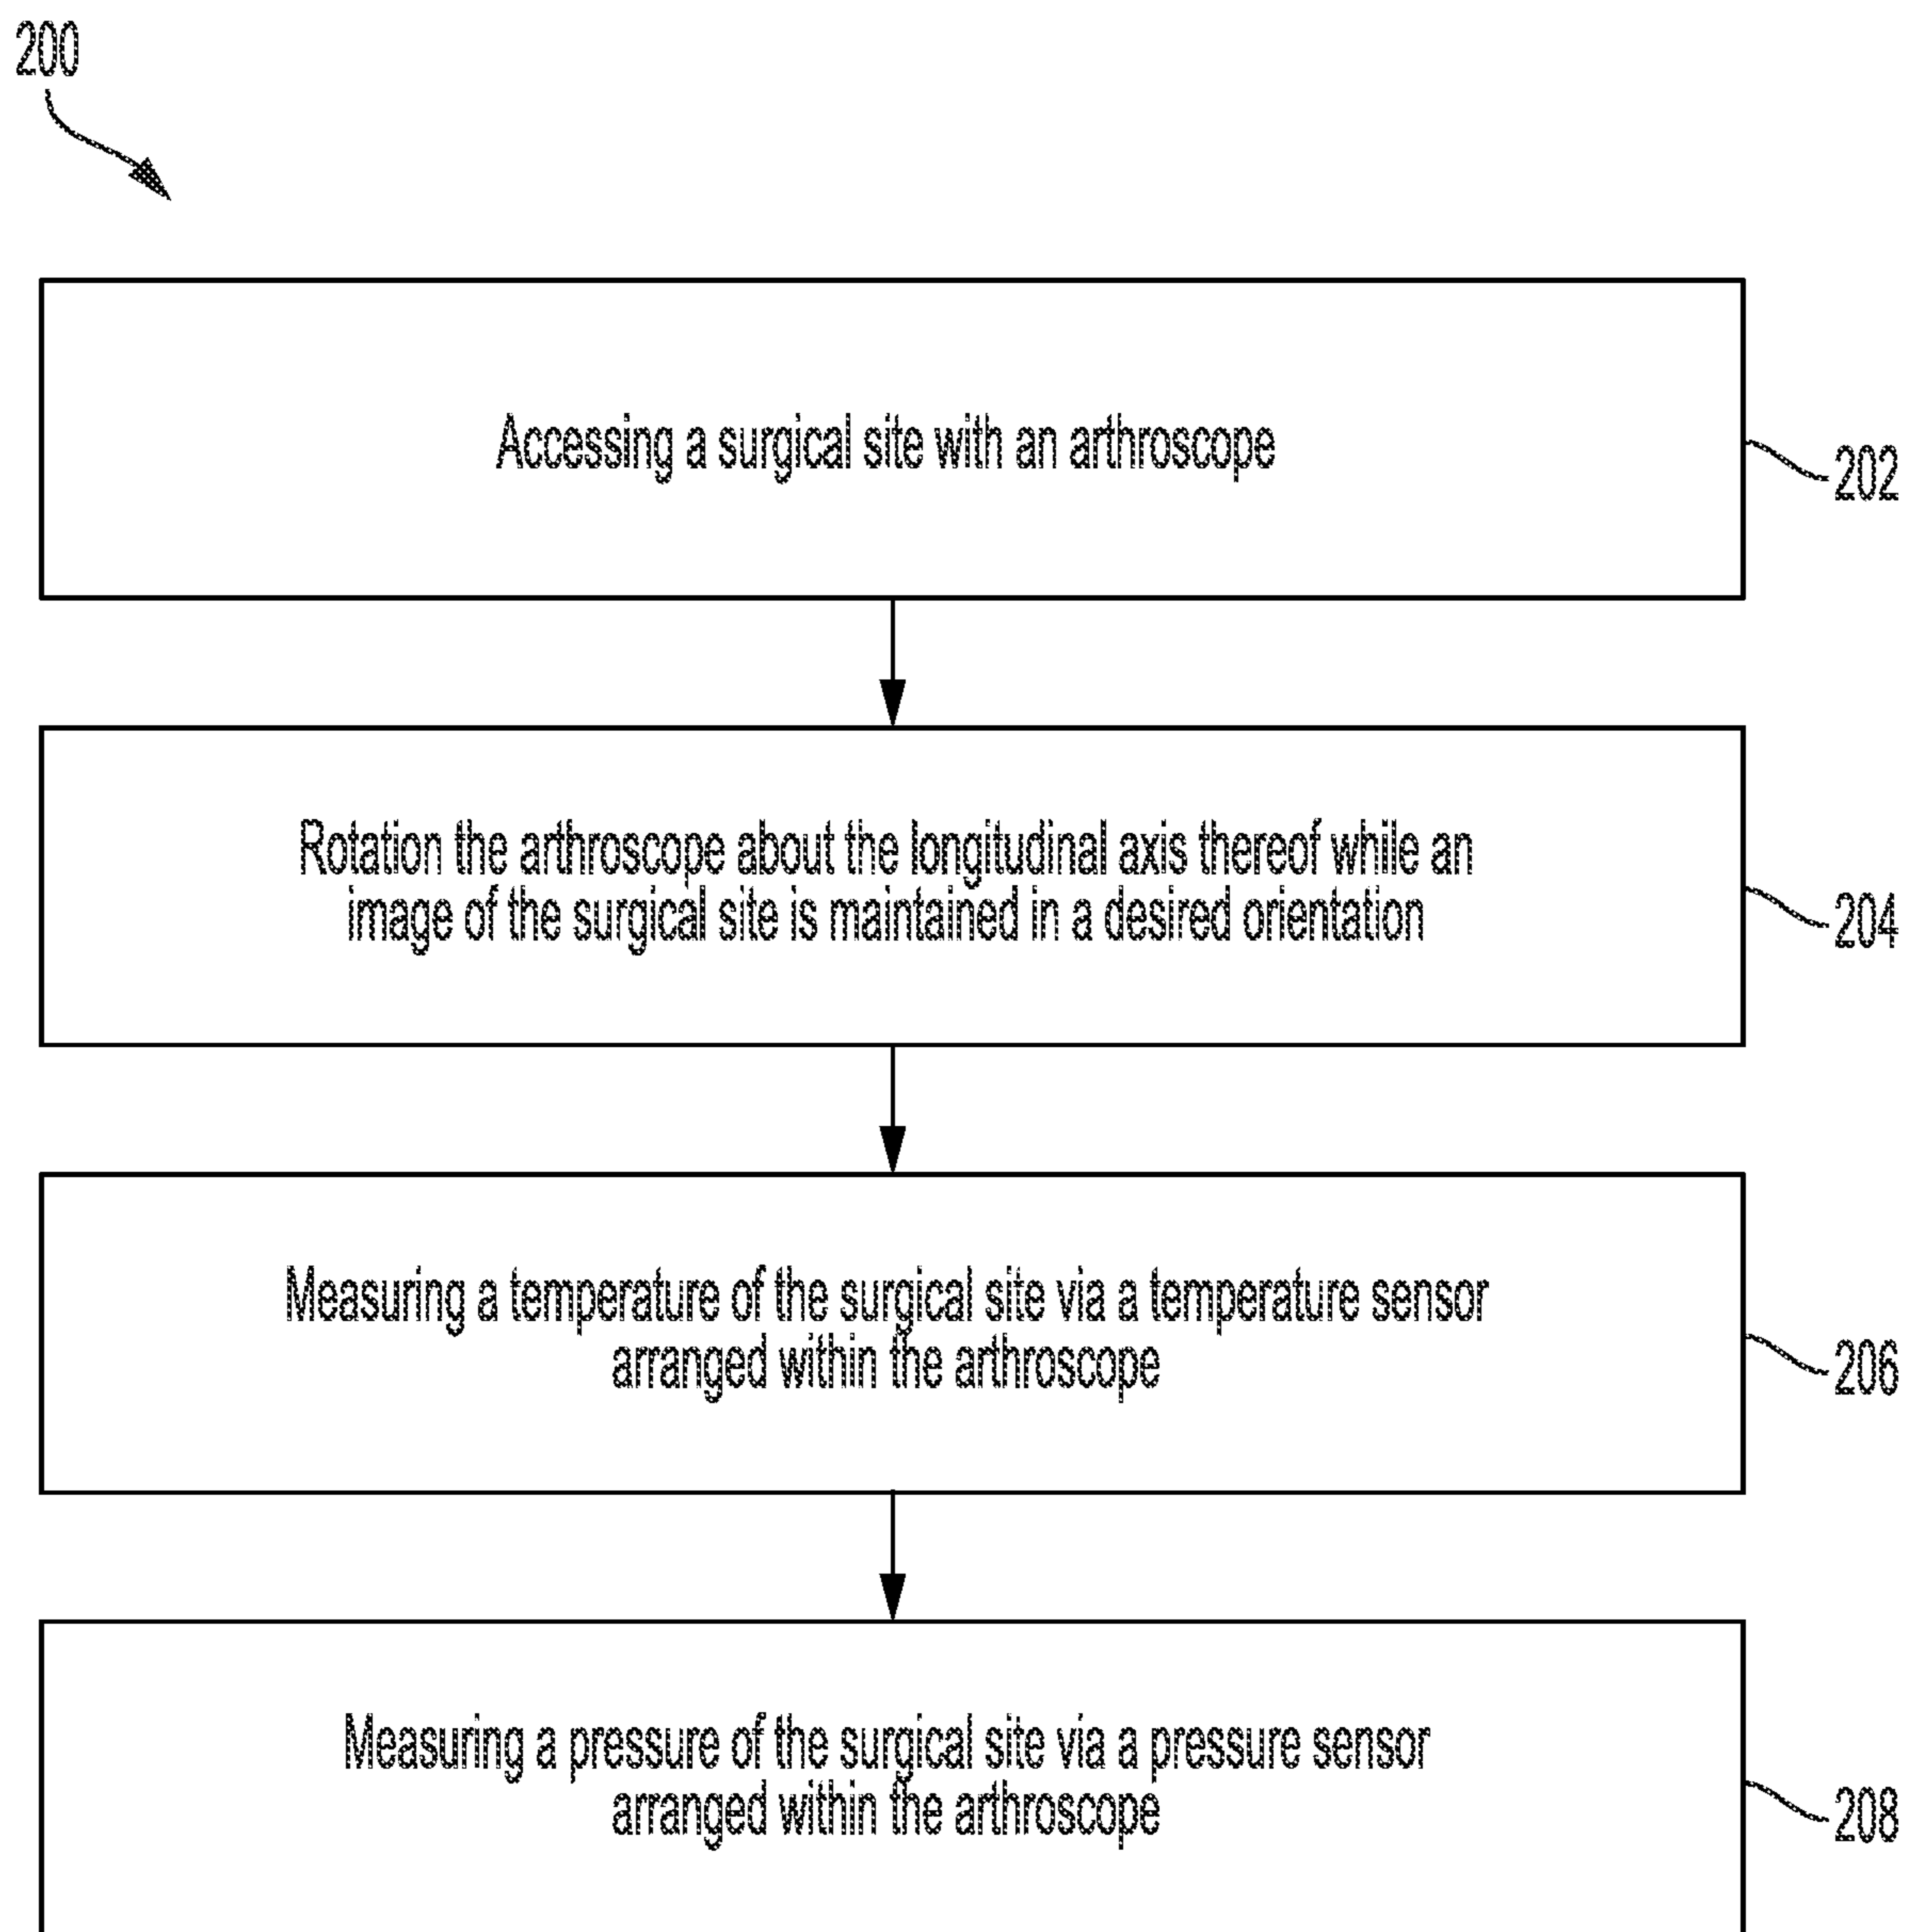 200
Accessing a surgical site with an arthroscope
202
Rotation the arthroscope about the longitudinal axis thereof while an
image of the surgical site is maintained in a desired orientation
204
Measuring a temperature of the surgical site via a temperature sensor
arranged within the arthroscope
206
Measuring a pressure of the surgical site via a pressure sensor
arranged within the arthroscope
208